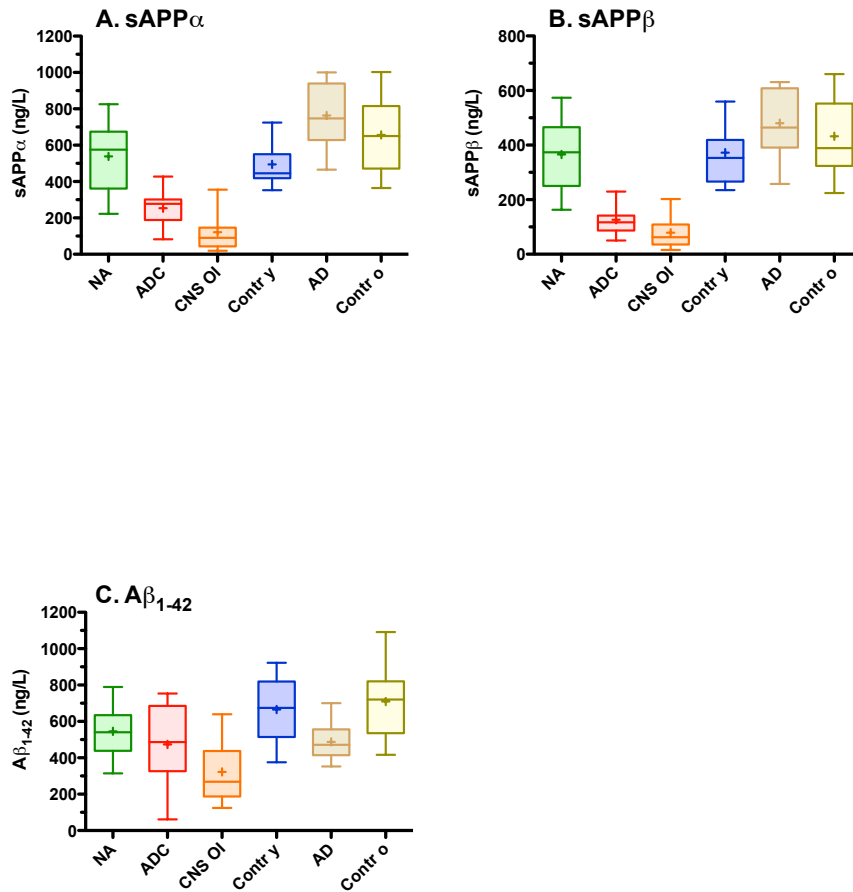 A. sAPPα
sAPPα (ng/L)
1200
1000
800
600
400
200
0
NA
ADC
CNS OI
Contr y
AD
Contr o
B. sAPPβ
sAPPβ (ng/L)
800
600
400
200
0
NA
ADC
CNS OI
Contr y
AD
Contr o
C. Aβ1-42
Aβ1-42 (ng/L)
1200
1000
800
600
400
200
0
NA
ADC
CNS OI
Contr y
AD
Contr o